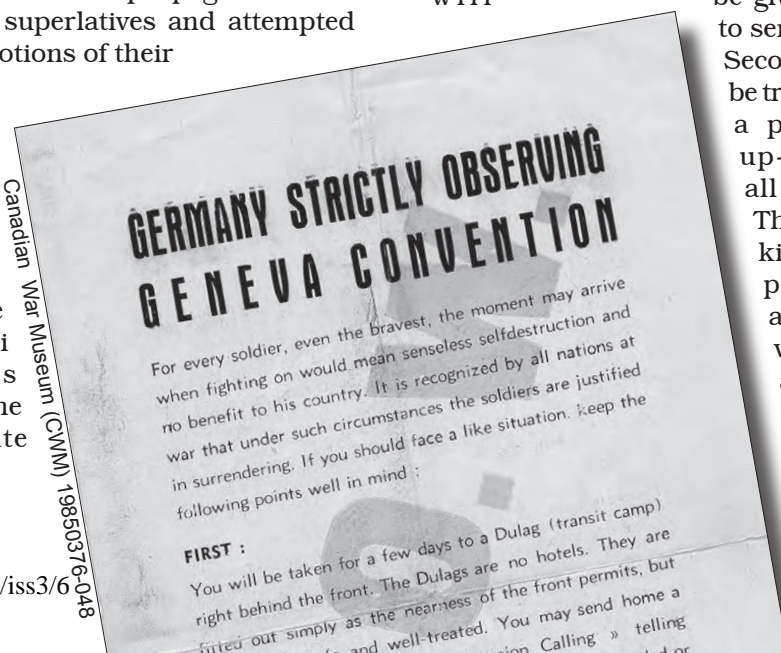 superlatives and attempted
otions of their
be giv
to ser
Seco
be tr
a p
up-
all
Th
ki
p
a
i
s
ne
te
/iss3/6
Canadian War Museum (CWM) 19850376-048
GERMANY STRICTLY OBSERVING
GENEVA CONVENTION
For every soldier, even the bravest, the moment may arrive
when fighting on would mean senseless selfdestruction and
no benefit to his country. It is recognized by all nations at
war that under such circumstances the soldiers are justified
in surrendering. If you should face a like situation. keep the
following points well in mind :
FIRST :
You will be taken for a few days to a Dulag (transit camp)
right behind the front. The Dulags are no hotels. They are
fitted out simply as the nearness of the front permits, but
and well-treated. You may send home a
Calling » telling
or